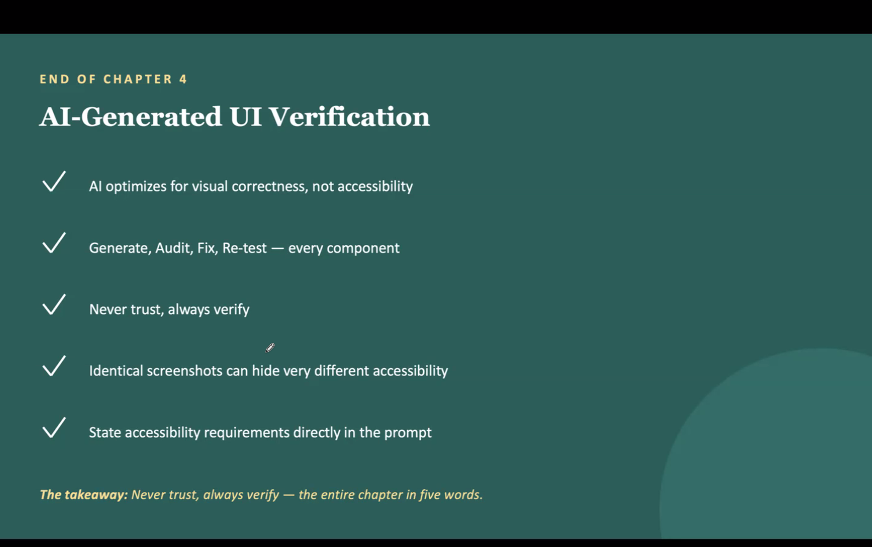 END OF CHAPTER 4
AI-Generated UI Verification
AI optimizes for visual correctness, not accessibility
Generate, Audit, Fix, Re-test — every component
Never trust, always verify
Identical screenshots can hide very different accessibility
State accessibility requirements directly in the prompt
The takeaway: Never trust, always verify — the entire chapter in five words.